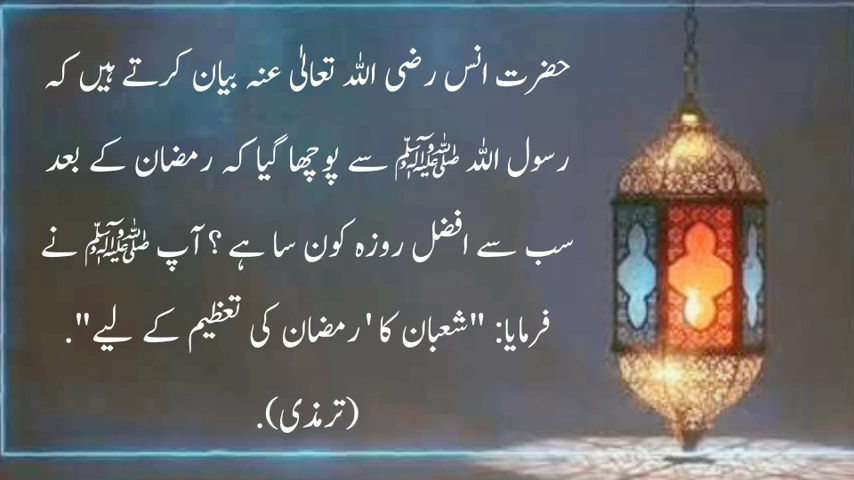 حضرت انس رضی اللہ تعالیٰ عنہ بیان کرتے ہیں کہ
رسول اللہ ﷺ سے پوچھا گیا کہ رمضان کے بعد
سب سے افضل روزہ کون سا ہے ؟ آپ ﷺ نے
فرمایا: "شعبان کا' رمضان کی تعظیم کے لیے".
(ترمذی).